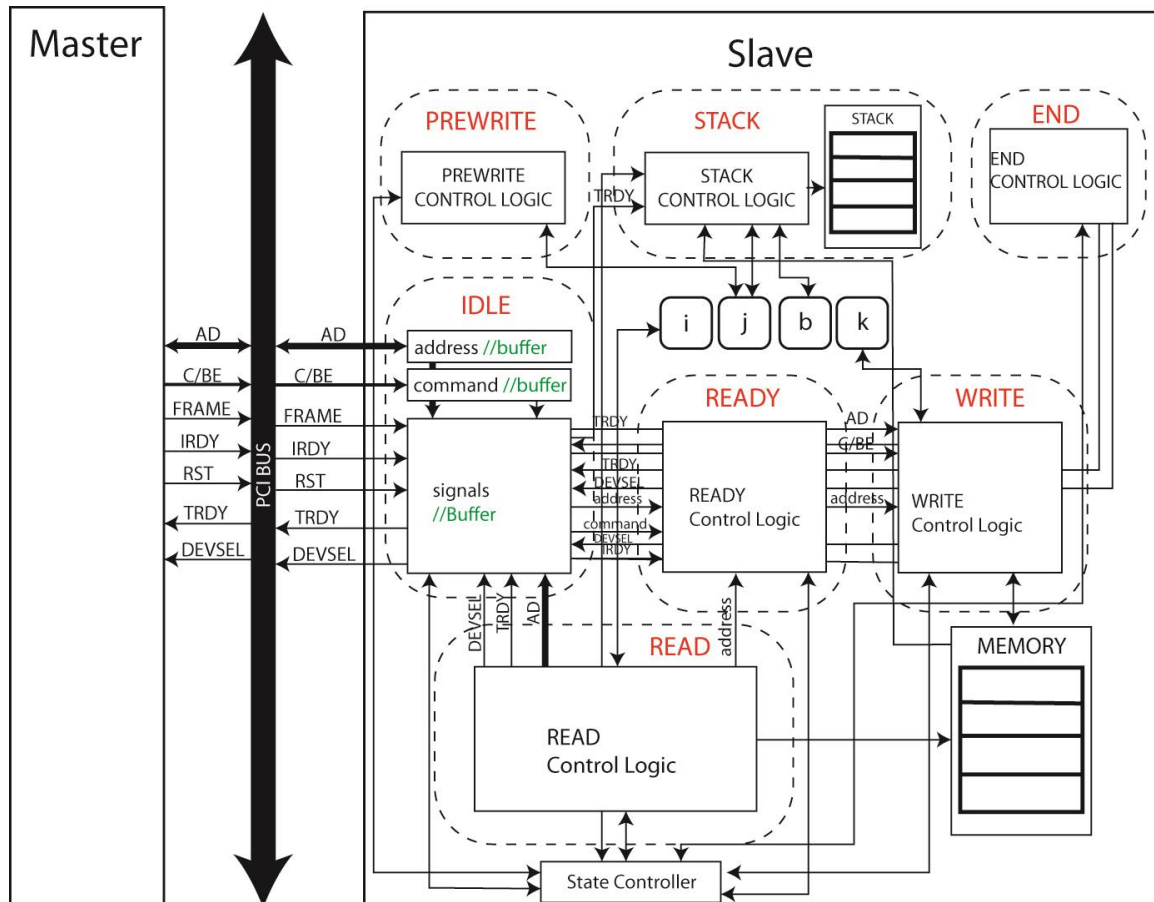 Master
Slave
PREWRITE
STACK
STACK
END
PREWRITE
CONTROL LOGIC
STACK
CONTROL LOGIC
END
CONTROL LOGIC
TRDY
IDLE
i
j
b
k
AD
AD
address //buffer
C/BE
C/BE
command //buffer
READY
WRITE
FRAME
FRAME
TRDY
AD
IRDY
IRDY
C/BE
RST
RST
TRDY
DEVSEL
signals
//Buffer
address
READY
Control Logic
address
WRITE
Control Logic
TRDY
TRDY
command
DEVSEL
DEVSEL
DEVSEL
IRDY
PCI BUS
DEVSEL
TRDY
AD
address
READ
MEMORY
READ
Control Logic
State Controller